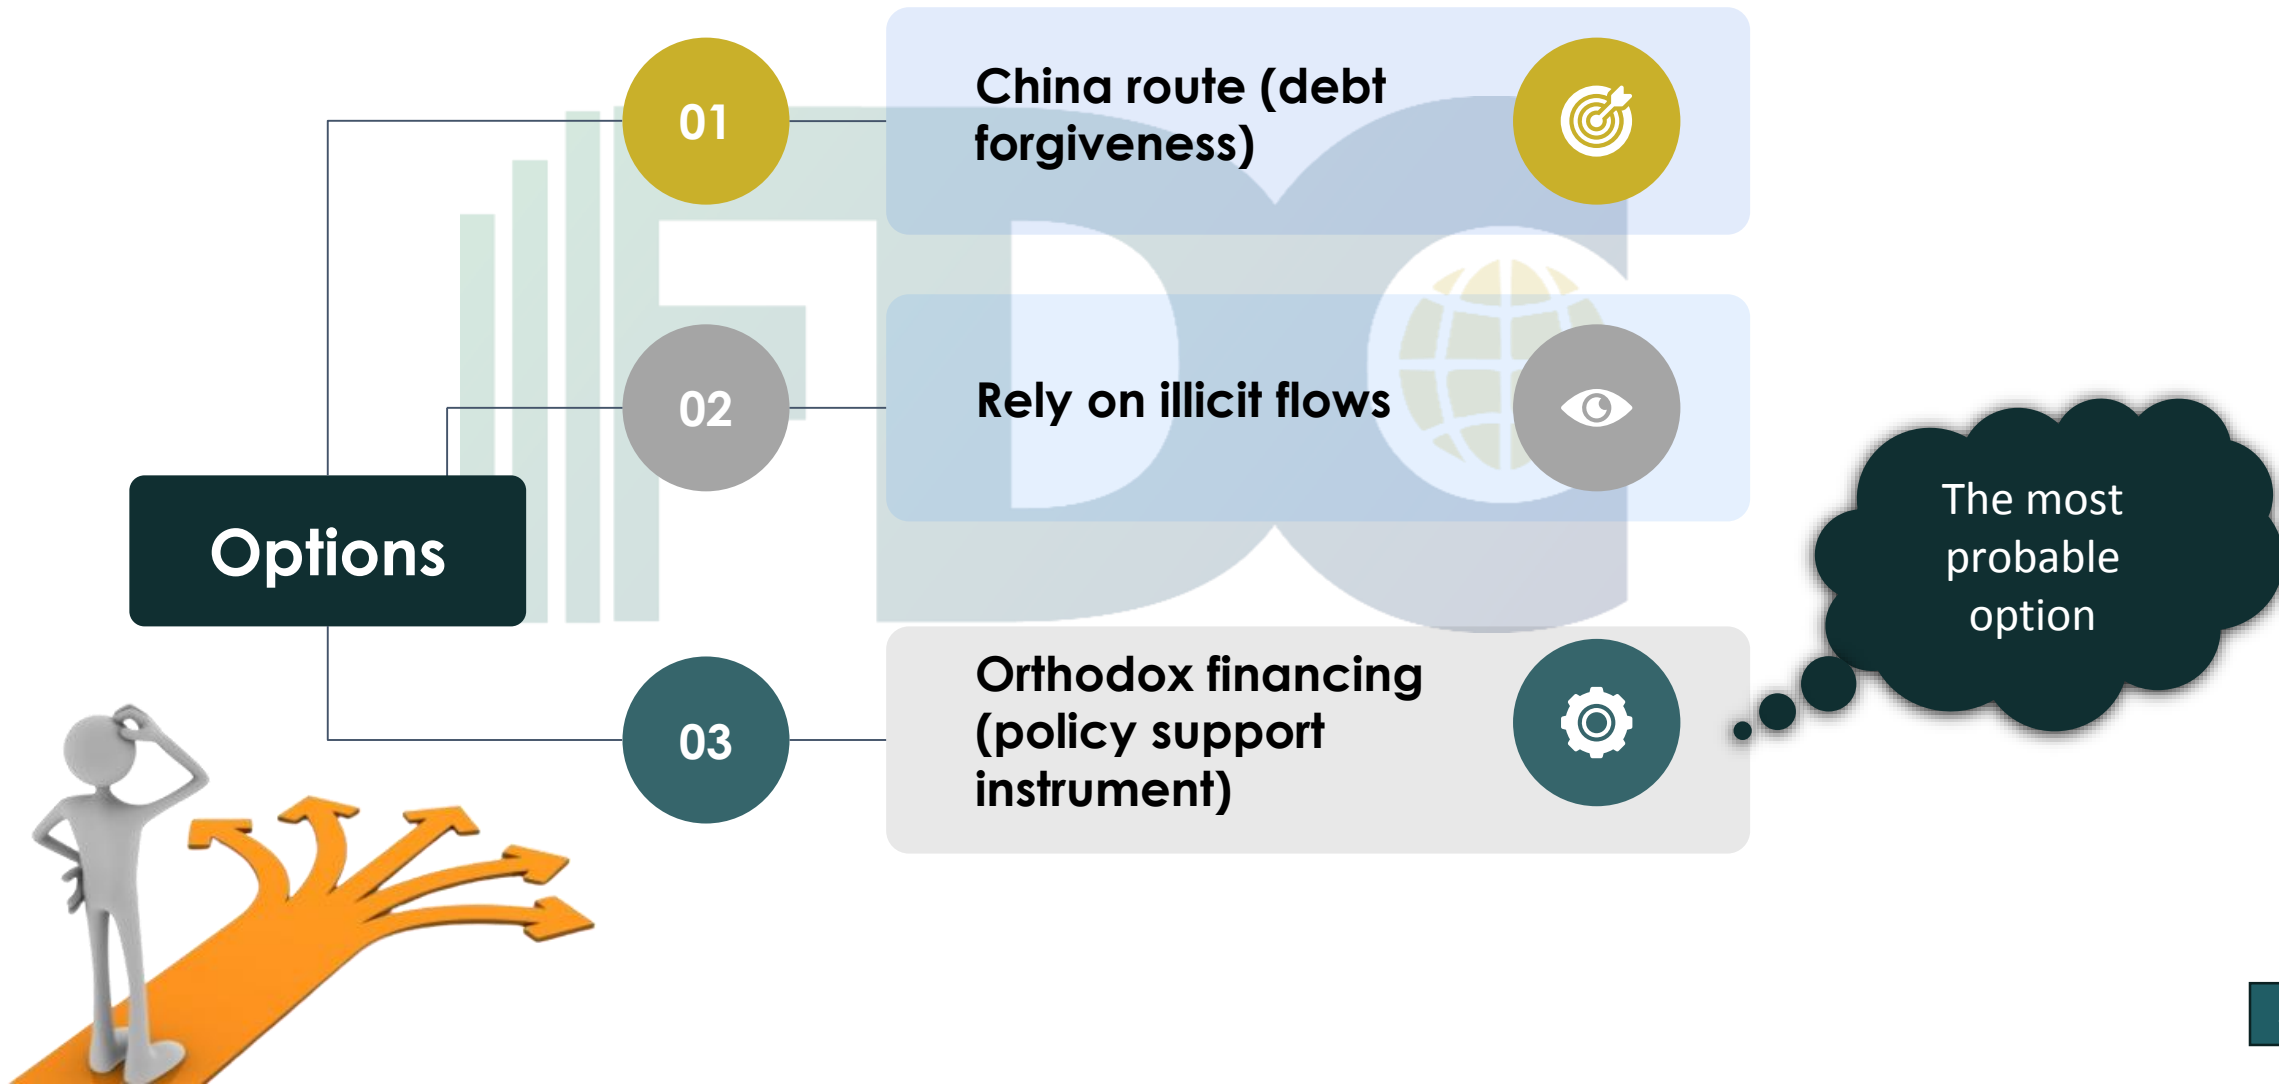 01
China route (debt
forgiveness)
FDC
02
Rely on illicit flows
Options
The most
probable
option
03
Orthodox financing
(policy support
instrument)